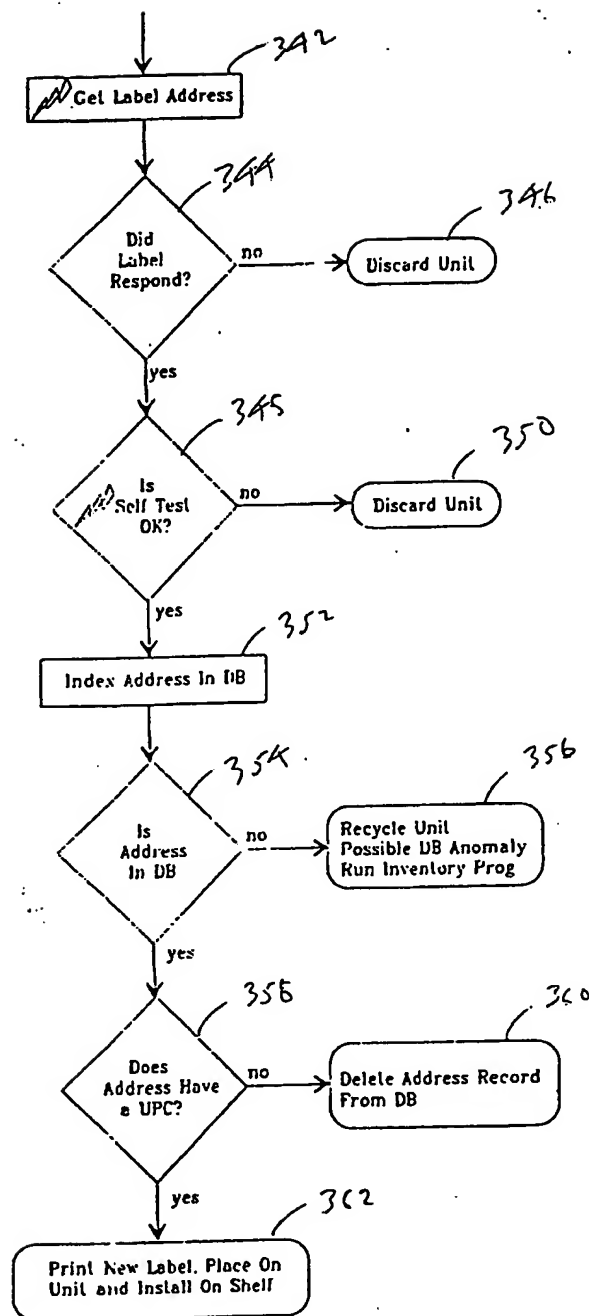 342
Get Label Address
344
346
Did
Label
Respond?
no
Discard Unit
yes
345
350
Is
Self Test
OK?
no
Discard Unit
yes
352
Index Address In DB
354
356
Is
Address
In DB
no
Recycle Unit
Possible DB Anomaly
Run Inventory Prog
yes
358
360
Does
Address Have
a UPC?
no
Delete Address Record
From DB
yes
362
Print New Label, Place On
Unit and Install On Shelf